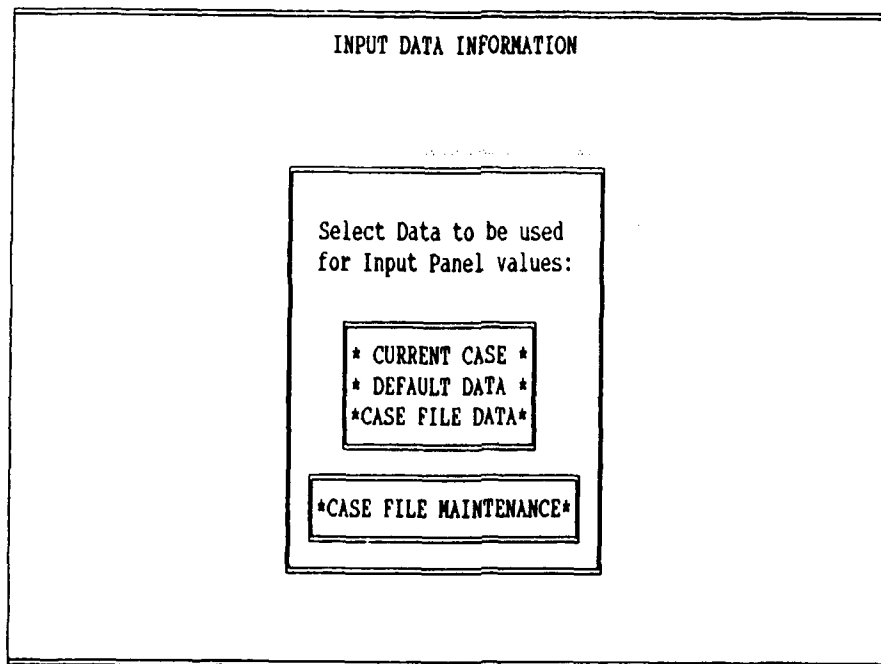 INPUT DATA INFORMATION
Select Data to be used
for Input Panel values:
* CURRENT CASE *
* DEFAULT DATA *
*CASE FILE DATA*
*CASE FILE MAINTENANCE*